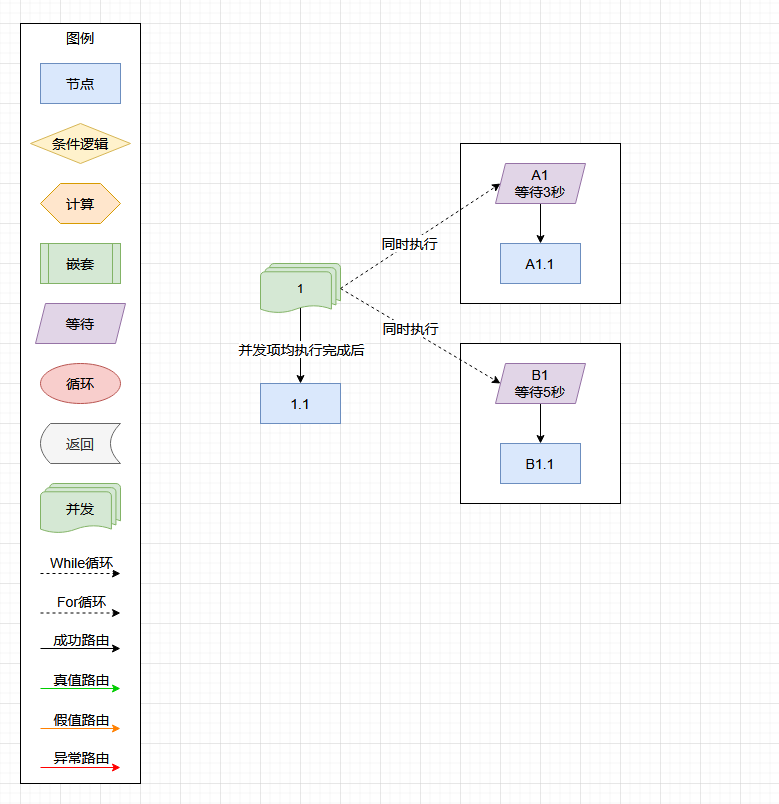 图例
节点
条件逻辑
计算
嵌套
等待
循环
返回
并发
While循环
For循环
成功路由
真值路由
假值路由
异常路由
1
并发项均执行完成后
1.1
同时执行
同时执行
A1
等待3秒
A1.1
B1
等待5秒
B1.1